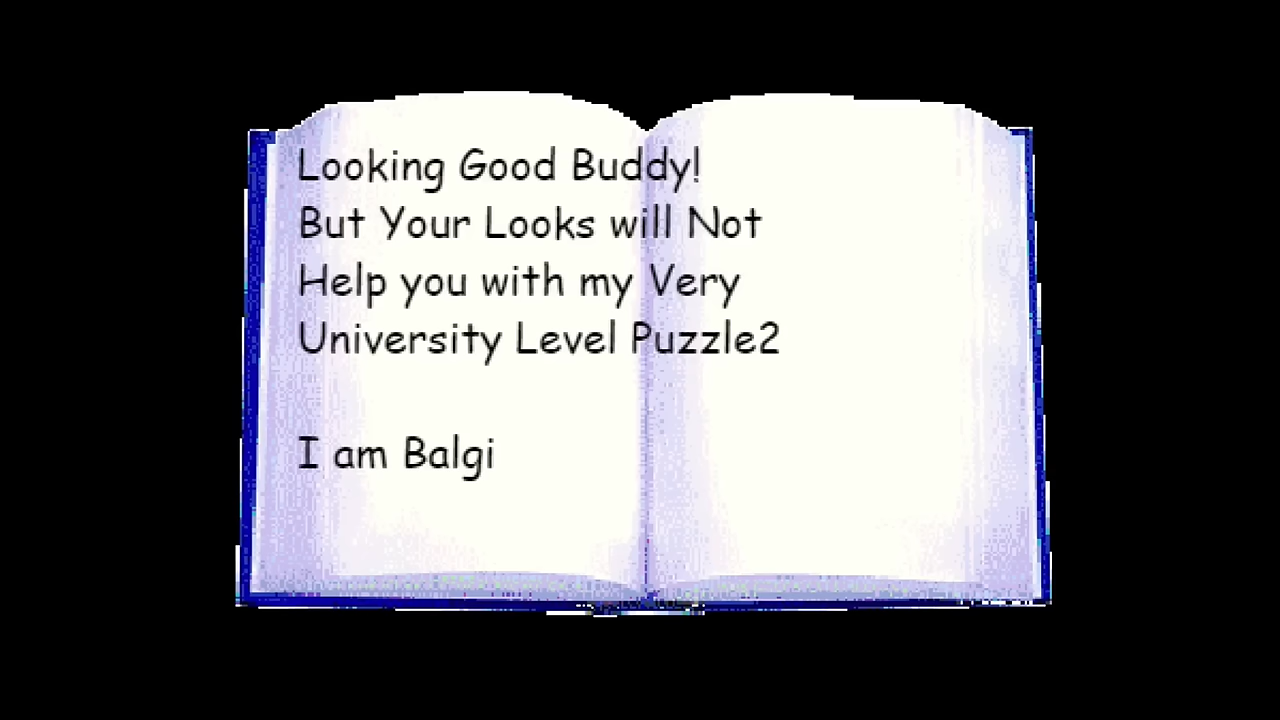 Looking Good Buddy!
But Your Looks will Not
Help you with my Very
University Level Puzzle2
I am Balgi